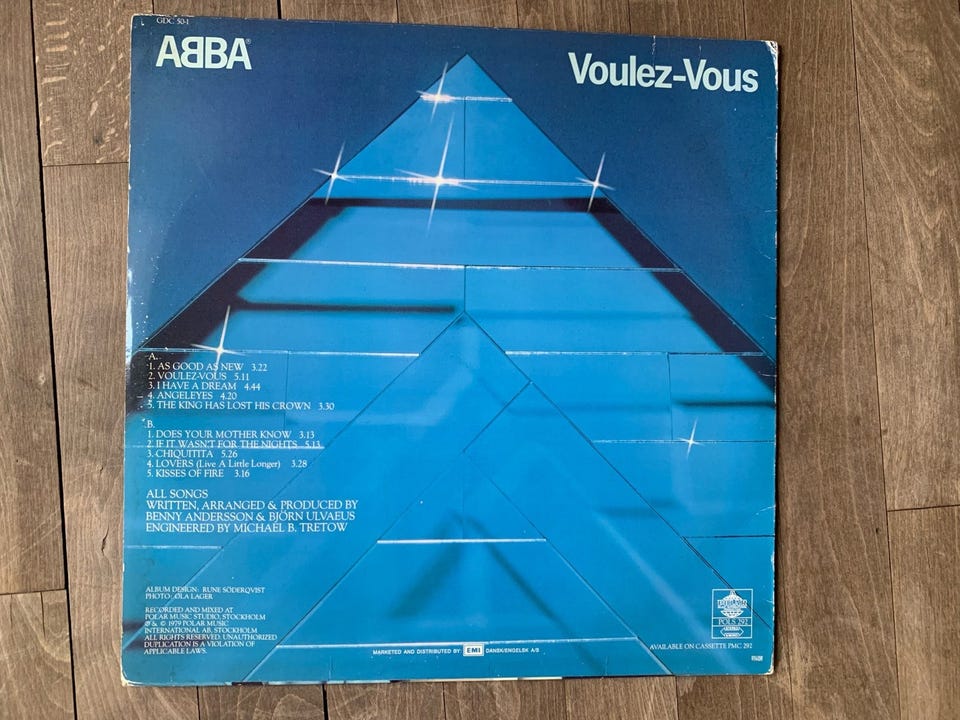 GDC 50-1
ABBA®
Voulez-Vous
A.
1. AS GOOD AS NEW 3.22
2. VOULEZ-VOUS 5.11
3. I HAVE A DREAM 4.44
4. ANGELEYES 4.20
5. THE KING HAS LOST HIS CROWN 3.30
B.
1. DOES YOUR MOTHER KNOW 3.13
2. IF IT WASN'T FOR THE NIGHTS 5.13
3. CHIQUITITA 5.26
4. LOVERS (Live A Little Longer) 3.28
5. KISSES OF FIRE 3.16
ALL SONGS
WRITTEN, ARRANGED & PRODUCED BY
BENNY ANDERSSON & BJÖRN ULVAEUS
ENGINEERED BY MICHAEL B. TRETOW
ALBUM DESIGN: RUNE SÖDERQVIST
PHOTO: OLA LAGER
RECORDED AND MIXED AT
POLAR MUSIC STUDIO, STOCKHOLM
℗ &. © 1979 POLAR MUSIC
INTERNATIONAL AB, STOCKHOLM
ALL RIGHTS RESERVED. UNAUTHORIZED
DUPLICATION IS A VIOLATION OF
APPLICABLE LAWS.
MARKETED AND DISTRIBUTED BY: EMI DANSK/ENGELSK A/S
POLS 292
AVAILABLE ON CASSETTE PMC 292